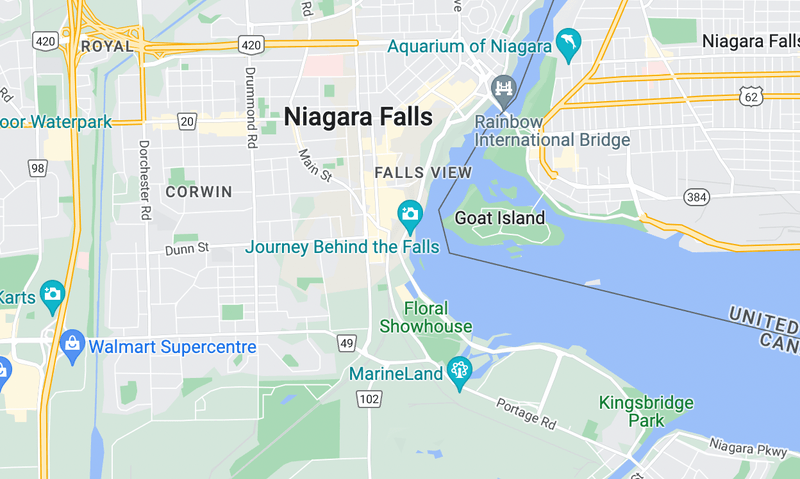 Rd
Ave
420
ROYAL
420
Aquarium of Niagara
Niagara Falls
Rd
62
oor Waterpark
20
Drummond Rd
Niagara Falls
Rainbow
International Bridge
98
Dorchester Rd
Main St
FALLS VIEW
CORWIN
384
Goat Island
Dunn St
Journey Behind the Falls
Karts
Floral
Showhouse
UNITED
CAN
49
Walmart Supercentre
MarineLand
102
Portage Rd
Kingsbridge
Park
Niagara Pkwy